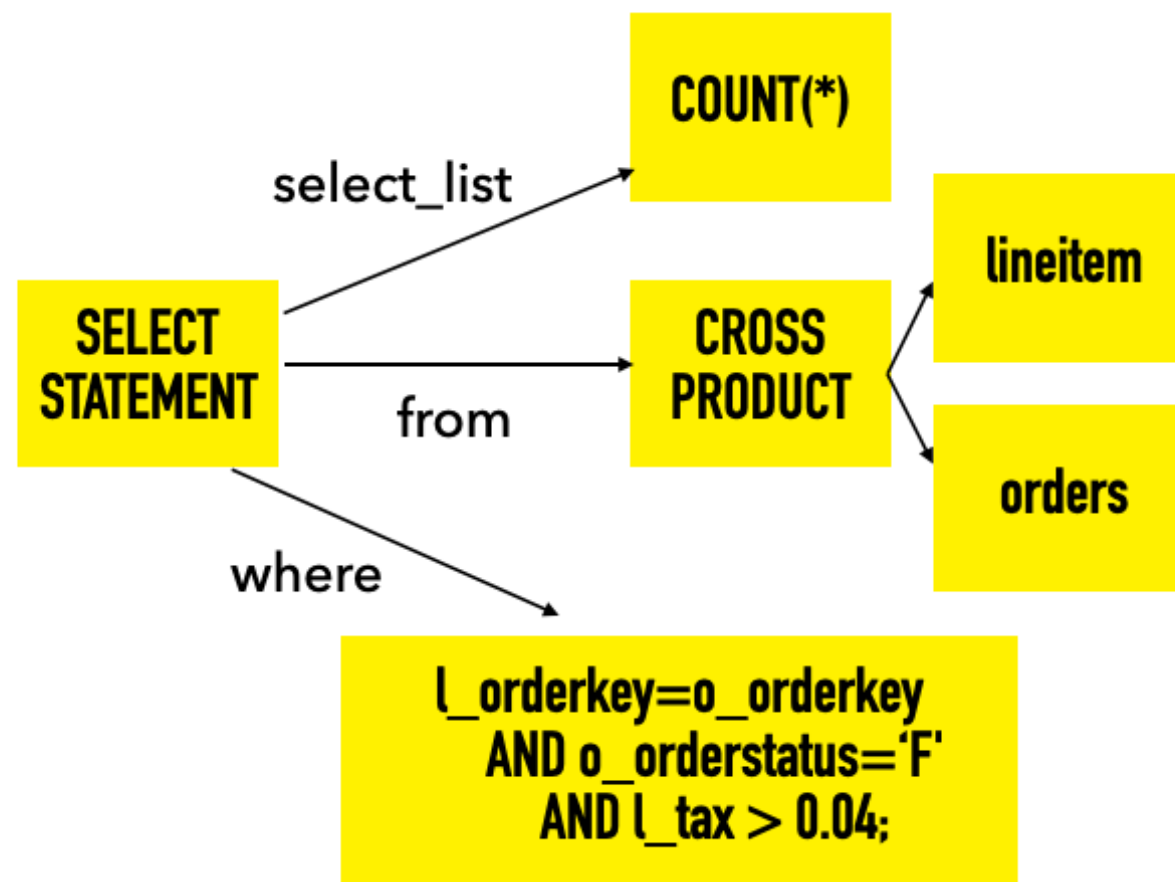 COUNT(*)
select_list
lineitem
SELECT
STATEMENT
CROSS
PRODUCT
from
orders
where
l_orderkey=o_orderkey
AND o_orderstatus=‘F'
AND l_tax > 0.04;